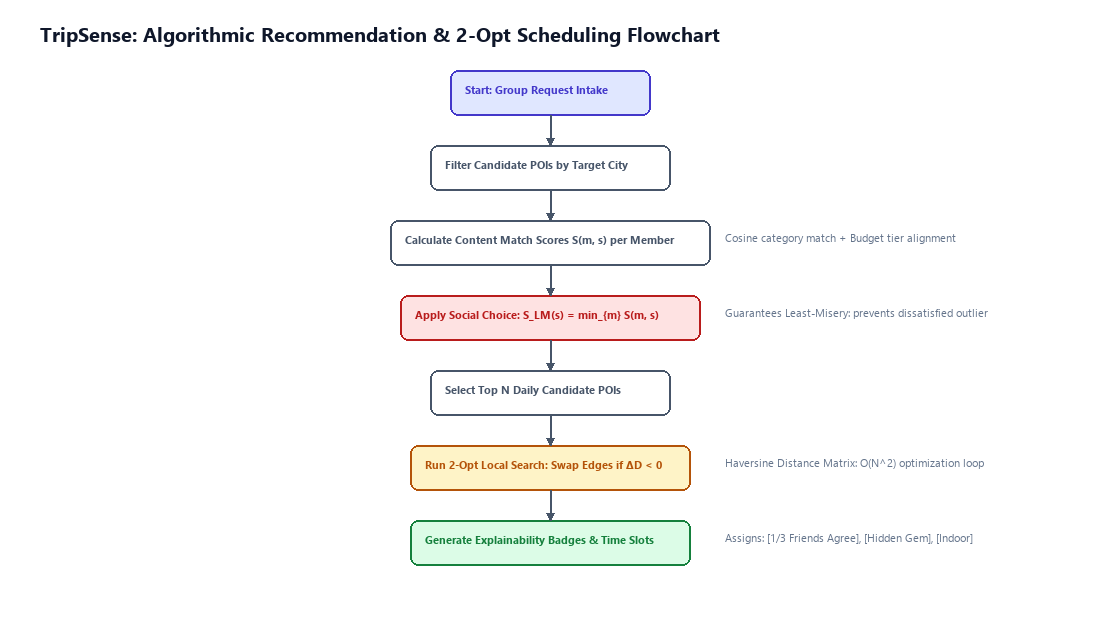 TripSense: Algorithmic Recommendation & 2-Opt Scheduling Flowchart
Start: Group Request Intake
Filter Candidate POIs by Target City
Calculate Content Match Scores S(m, s) per Member
Cosine category match + Budget tier alignment
Apply Social Choice: S_LM(s) = min_{m} S(m, s)
Guarantees Least-Misery: prevents dissatisfied outlier
Select Top N Daily Candidate POIs
Run 2-Opt Local Search: Swap Edges if ΔD < 0
Haversine Distance Matrix: O(N^2) optimization loop
Generate Explainability Badges & Time Slots
Assigns: [1/3 Friends Agree], [Hidden Gem], [Indoor]